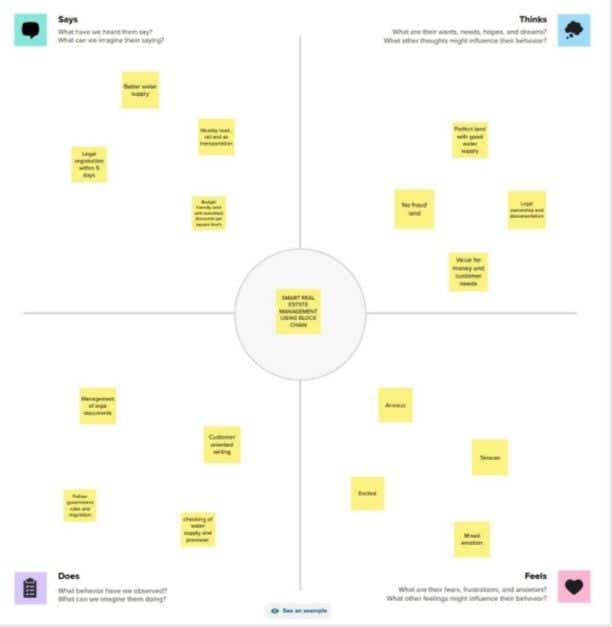 Says
What have we heard them say?
What can we imagine them saying?
Thinks
What are their wants, needs, hopes, and dreams?
What other thoughts might influence their behavior?
Better water
supply
Nearby road,
rail and air
transportation
Legal
registration
within 5
days
Budget
friendly land
with
discounts per
square
Perfect land
with good
water
supply
'No fraud'
land
Legal
ownership and
documentation
Value for
money and
customer
needs
SMART REAL
ESTATE
MANAGEMENT
USING BLOCK
CHAIN
Management
of legal
documents
Customer
oriented
selling
Follow
government
rules and
regulation
checking of
water
supply and
Anxious
Tension
Excited
Mixed
emotion
Does
What behavior have we observed?
What can we imagine them doing?
Feels
What are their fears, frustrations, and anxieties?
What other feelings might influence their behavior?
See an example